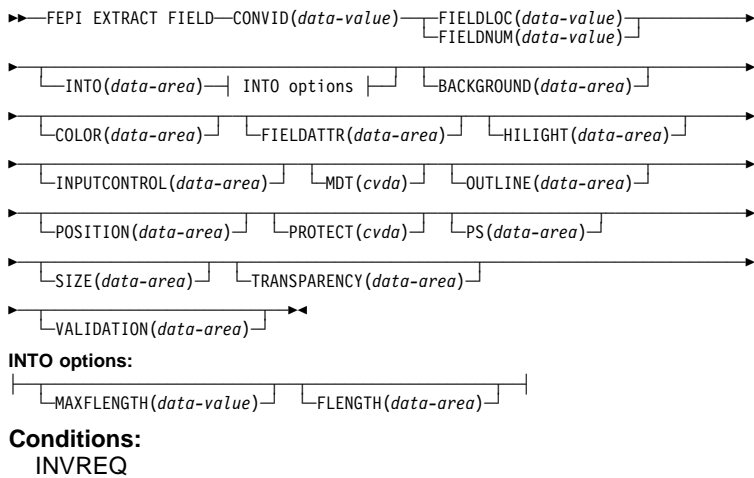 FEPI EXTRACT FIELD CONVID(data-value) FIELDLOC(data-value)
FIELDNUM(data-value)
INTO(data-area) INTO options BACKGROUND(data-area)
COLOR(data-area) FIELDATTR(data-area) HILIGHT(data-area)
INPUTCONTROL(data-area) MDT(cvda) OUTLINE(data-area)
POSITION(data-area) PROTECT(cvda) PS(data-area)
SIZE(data-area) TRANSPARENCY(data-area)
VALIDATION(data-area)
INTO options:
MAXFLENGTH(data-value) FLENGTH(data-area)
Conditions:
INVREQ